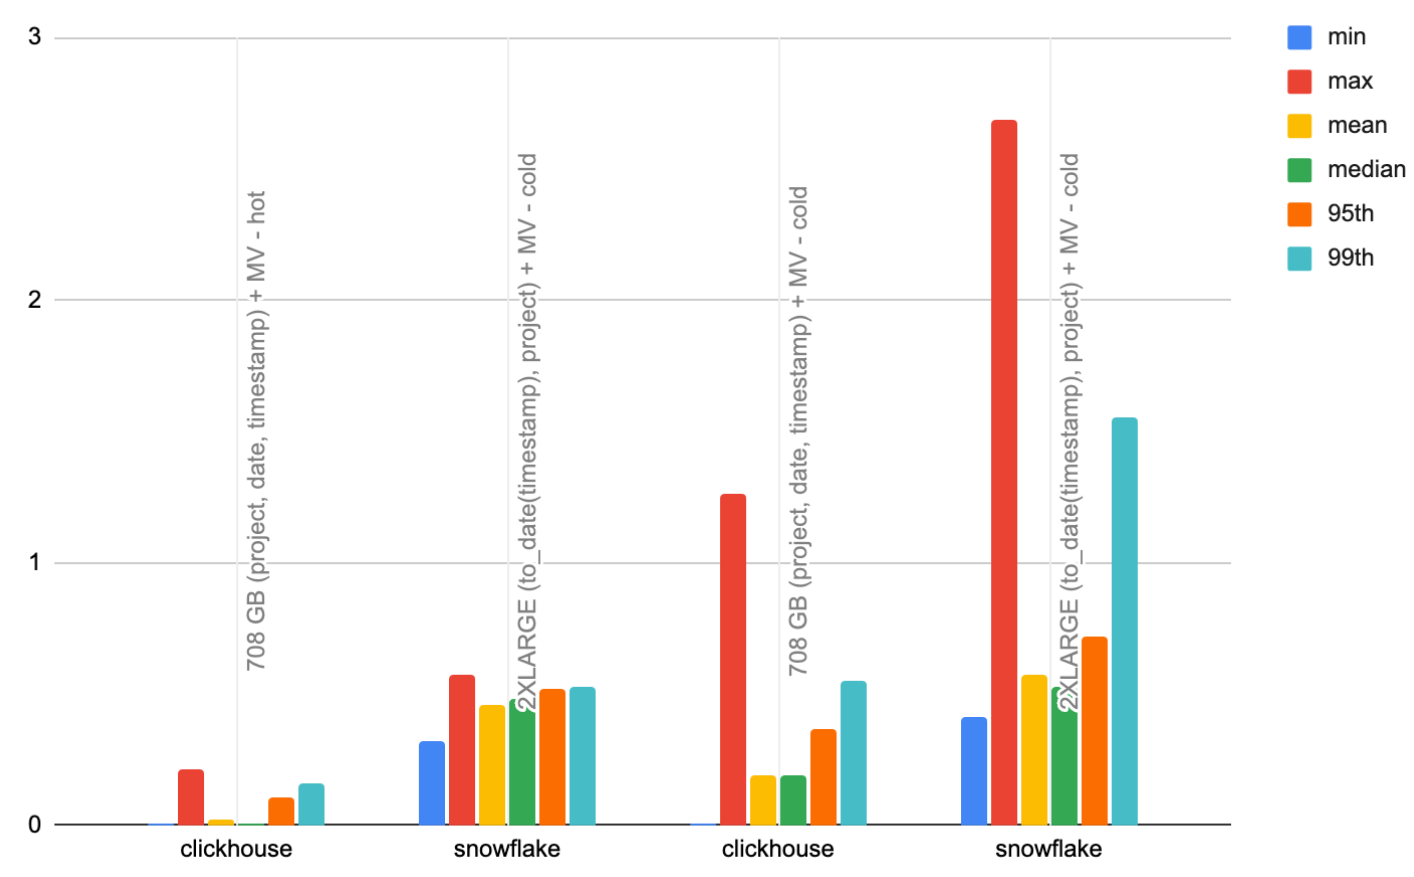 3
2
1
0
708 GB (project, date, timestamp) + MV - hot
2XLARGE (to_date(timestamp), project) + MV - cold
708 GB (project, date, timestamp) + MV - cold
2XLARGE (to_date(timestamp), project) + MV - cold
clickhouse
snowflake
clickhouse
snowflake
min
max
mean
median
95th
99th